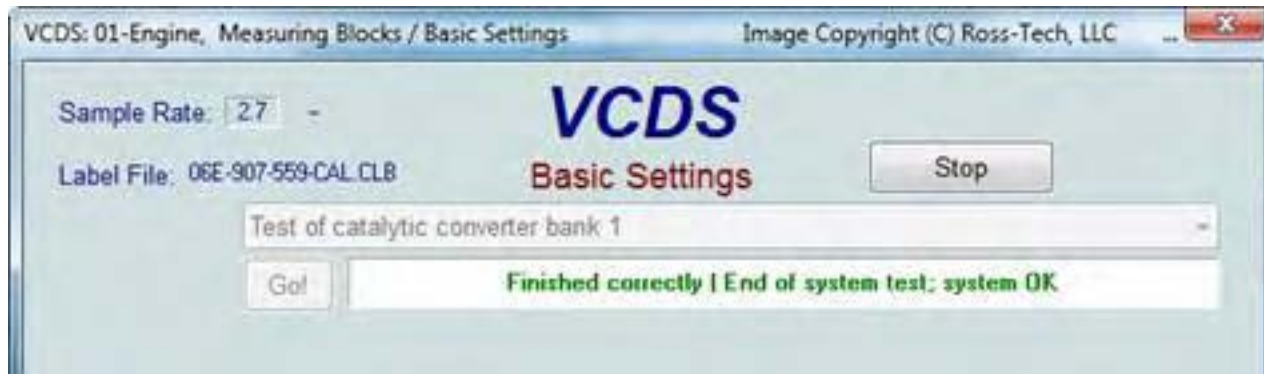 VCDS: 01-Engine, Measuring Blocks / Basic Settings Image Copyright (C) Ross-Tech, LLC ...
Sample Rate: 2.7 -
VCDS
Label File: 06E-907-559-CAL.CLB
Basic Settings
Stop
Test of catalytic converter bank 1
Go!
Finished correctly | End of system test; system OK